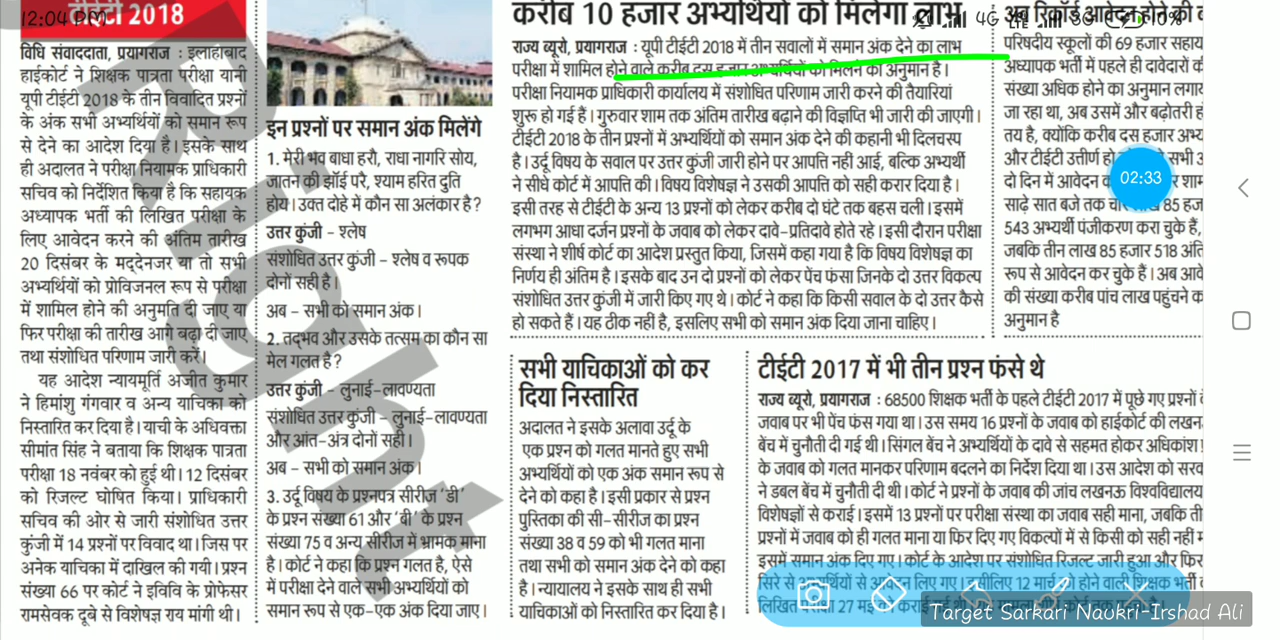 12:04 PM
4G LTE 3G
टीईटी 2018
विधि संवाददाता, प्रयागराज : इलाहाबाद
हाईकोर्ट ने शिक्षक पात्रता परीक्षा यानी
यूपी टीईटी 2018 के तीन विवादित प्रश्नों
के अंक सभी अभ्यर्थियों को समान रूप
से देने का आदेश दिया है। इसके साथ
ही अदालत ने परीक्षा नियामक प्राधिकारी
सचिव को निर्देशित किया है कि सहायक
अध्यापक भर्ती की लिखित परीक्षा के
लिए आवेदन करने की अंतिम तारीख
20 दिसंबर के मद्देनजर या तो सभी
अभ्यर्थियों को प्रोविजनल रूप से परीक्षा
में शामिल होने की अनुमति दी जाए या
फिर परीक्षा की तारीख आगे बढ़ा दी जाए
तथा संशोधित परिणाम जारी करें।
यह आदेश न्यायमूर्ति अजीत कुमार
ने हिमांशु गंगवार व अन्य याचिका को
निस्तारित कर दिया है। याची के अधिवक्ता
सीमांत सिंह ने बताया कि शिक्षक पात्रता
परीक्षा 18 नवंबर को हुई थी। 12 दिसंबर
को रिजल्ट घोषित किया। प्राधिकारी
सचिव की ओर से जारी संशोधित उत्तर
कुंजी में 14 प्रश्नों पर विवाद था। जिस पर
अनेक याचिका में दाखिल की गयी। प्रश्न
संख्या 66 पर कोर्ट ने इविवि के प्रोफेसर
रामसेवक दूबे से विशेषज्ञ राय मांगी थी।
इन प्रश्नों पर समान अंक मिलेंगे
1. मेरी भव बाधा हरौ, राधा नागरि सोय,
जातन की झाँई परै, श्याम हरित दुति
होय। उक्त दोहे में कौन सा अलंकार है?
उत्तर कुंजी - श्लेष
संशोधित उत्तर कुंजी - श्लेष व रूपक
दोनों सही है।
अब - सभी को समान अंक।
2. तद्भव और उसके तत्सम का कौन सा
मेल गलत है?
उत्तर कुंजी - लुनाई-लावण्यता
संशोधित उत्तर कुंजी - लुनाई-लावण्यता
और आंत-अंत्र दोनों सही।
अब - सभी को समान अंक।
3. उर्दू विषय के प्रश्नपत्र सीरीज 'डी'
के प्रश्न संख्या 61 और 'बी' के प्रश्न
संख्या 75 व अन्य सीरीज में भ्रामक माना
है। कोर्ट ने कहा कि प्रश्न गलत है, ऐसे
में परीक्षा देने वाले सभी अभ्यर्थियों को
समान रूप से एक-एक अंक दिया जाए।
करीब 10 हजार अभ्यर्थियों को मिलेगा लाभ
राज्य ब्यूरो, प्रयागराज : यूपी टीईटी 2018 में तीन सवालों में समान अंक देने का लाभ
परीक्षा में शामिल होने वाले करीब दस हजार अभ्यर्थियों को मिलने का अनुमान है।
परीक्षा नियामक प्राधिकारी कार्यालय में संशोधित परिणाम जारी करने की तैयारियां
शुरू हो गई हैं। गुरुवार शाम तक अंतिम तारीख बढ़ाने की विज्ञप्ति भी जारी की जाएगी।
टीईटी 2018 के तीन प्रश्नों में अभ्यर्थियों को समान अंक देने की कहानी भी दिलचस्प
है। उर्दू विषय के सवाल पर उत्तर कुंजी जारी होने पर आपत्ति नहीं आई, बल्कि अभ्यर्थी
ने सीधे कोर्ट में आपत्ति की। विषय विशेषज्ञ ने उसकी आपत्ति को सही करार दिया है।
इसी तरह से टीईटी के अन्य 13 प्रश्नों को लेकर करीब दो घंटे तक बहस चली। इसमें
लगभग आधा दर्जन प्रश्नों के जवाब को लेकर दावे-प्रतिदावे होते रहे। इसी दौरान परीक्षा
संस्था ने शीर्ष कोर्ट का आदेश प्रस्तुत किया, जिसमें कहा गया है कि विषय विशेषज्ञ का
निर्णय ही अंतिम है। इसके बाद उन दो प्रश्नों को लेकर पेंच फंसा जिनके दो उत्तर विकल्प
संशोधित उत्तर कुंजी में जारी किए गए थे। कोर्ट ने कहा कि किसी सवाल के दो उत्तर कैसे
हो सकते हैं। यह ठीक नही है, इसलिए सभी को समान अंक दिया जाना चाहिए।
सभी याचिकाओं को कर
दिया निस्तारित
अदालत ने इसके अलावा उर्दू के
एक प्रश्न को गलत मानते हुए सभी
अभ्यर्थियों को एक अंक समान रूप से
देने को कहा है। इसी प्रकार से प्रश्न
पुस्तिका की सी-सीरीज का प्रश्न
संख्या 38 व 59 को भी गलत माना
तथा सभी को समान अंक देने को कहा
है। न्यायालय ने इसके साथ ही सभी
याचिकाओं को निस्तारित कर दिया है।
टीईटी 2017 में भी तीन प्रश्न फंसे थे
राज्य ब्यूरो, प्रयागराज : 68500 शिक्षक भर्ती के पहले टीईटी 2017 में पूछे गए प्रश्नों
जवाब पर भी पेंच फंस गया था। उस समय 16 प्रश्नों के जवाब को हाईकोर्ट की लखन
बेंच में चुनौती दी गई थी। सिंगल बेंच ने अभ्यर्थियों के दावे से सहमत होकर अधिकांश
के जवाब को गलत मानकर परिणाम बदलने का निर्देश दिया था। उस आदेश को सरव
ने डबल बेंच में चुनौती दी थी। कोर्ट ने प्रश्नों के जवाब की जांच लखनऊ विश्वविद्यालय
विशेषज्ञों से कराई। इसमें 13 प्रश्नों पर परीक्षा संस्था का जवाब सही माना, जबकि ती
प्रश्नों में जवाब को ही गलत माना या फिर दिए गए विकल्पों में से किसी को सही नहीं
इसमें समान अंक दिए गए। कोर्ट के आदेश पर संशोधित रिजल्ट जारी हुआ और फिर
सिरे से अभ्यर्थियों से लिए गए। इसीलिए 12 मार्च को होने वाली शिक्षक भर्ती
लिखित परीक्षा 27 मई को
अब रिकॉर्ड आवेदन होने की
परिषदीय स्कूलों की 69 हजार सहाय
अध्यापक भर्ती में पहले ही दावेदारों की
संख्या अधिक होने का अनुमान लगाय
जा रहा था, अब उसमें और बढ़ोतरी ह
तय है, क्योंकि करीब दस हजार अभ्य
और टीईटी उत्तीर्ण हो सभी अ
दो दिन में आवेदन शाम
साढ़े सात बजे तक चार 85 हज
543 अभ्यर्थी पंजीकरण करा चुके हैं,
जबकि तीन लाख 85 हजार 518 अंति
रूप से आवेदन कर चुके हैं। अब आवे
की संख्या करीब पांच लाख पहुंचने क
अनुमान है
02:33
Right
Target Sarkari Naukri-Irshad Ali